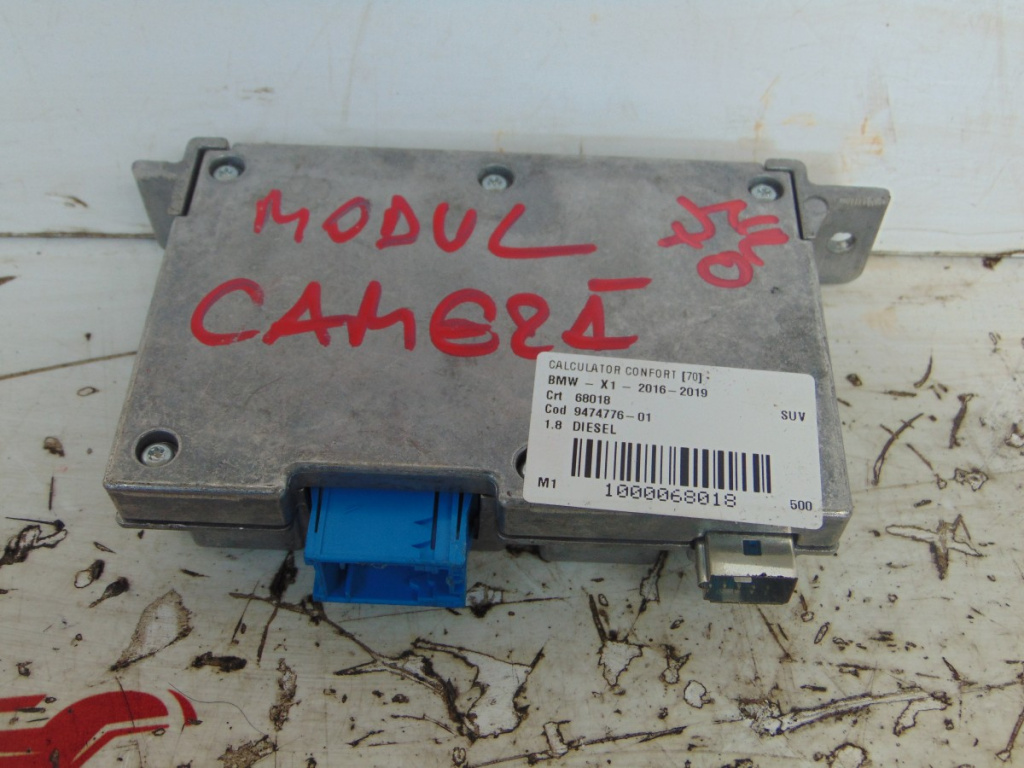 MODUL
CAMERĂ
CALCULATOR CONFORT [70] -
BMW - X1 - 2016-2019
Crt 68018 SUV
Cod 9474776-01
1.8 DIESEL
M1 1000068018 500